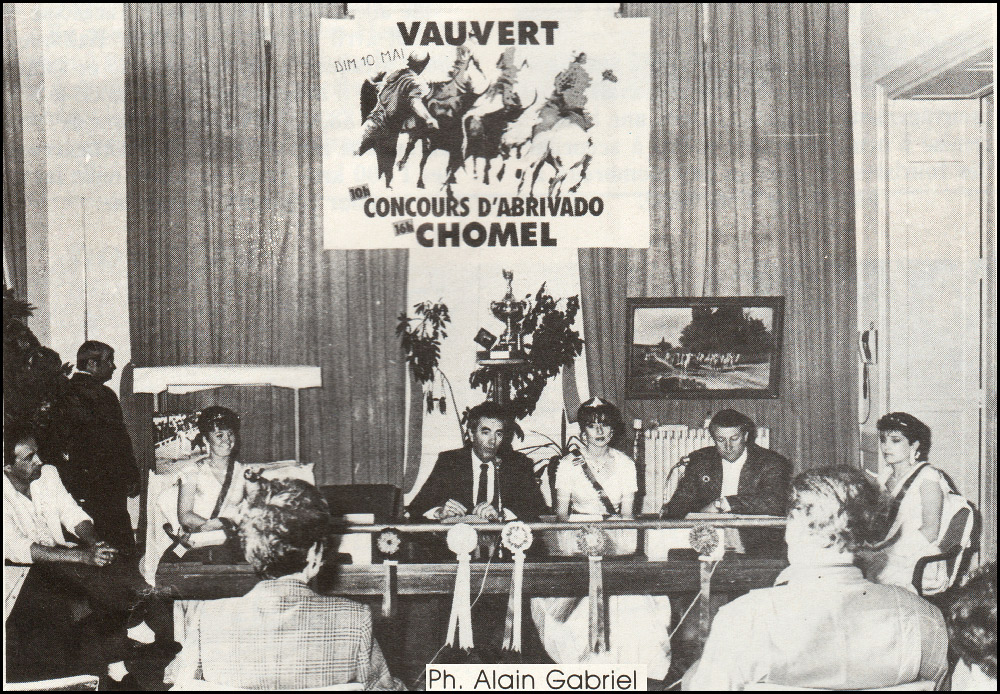 VAUVERT
DIM 10 MAI
10h
CONCOURS D'ABRIVADO
16h CHOMEL
Ph. Alain Gabriel